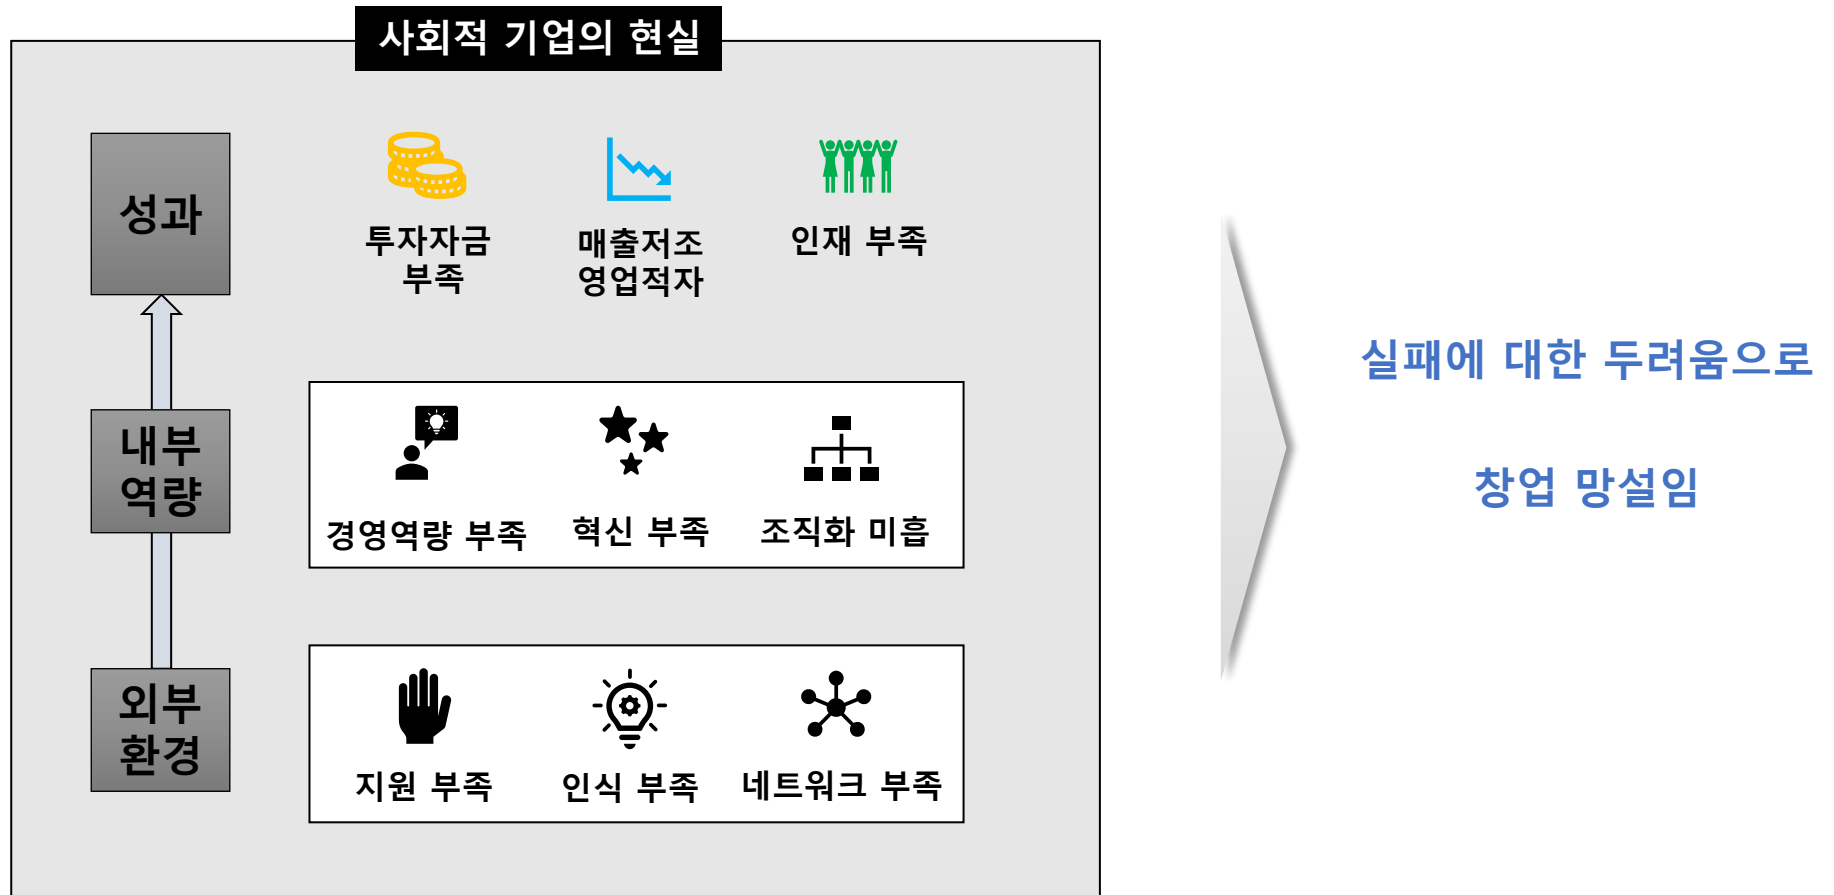 사회적 기업의 현실
성과
투자자금
부족
매출저조
영업적자
인재 부족
내부
역량
경영역량 부족
혁신 부족
조직화 미흡
외부
환경
지원 부족
인식 부족
네트워크 부족
실패에 대한 두려움으로
창업 망설임